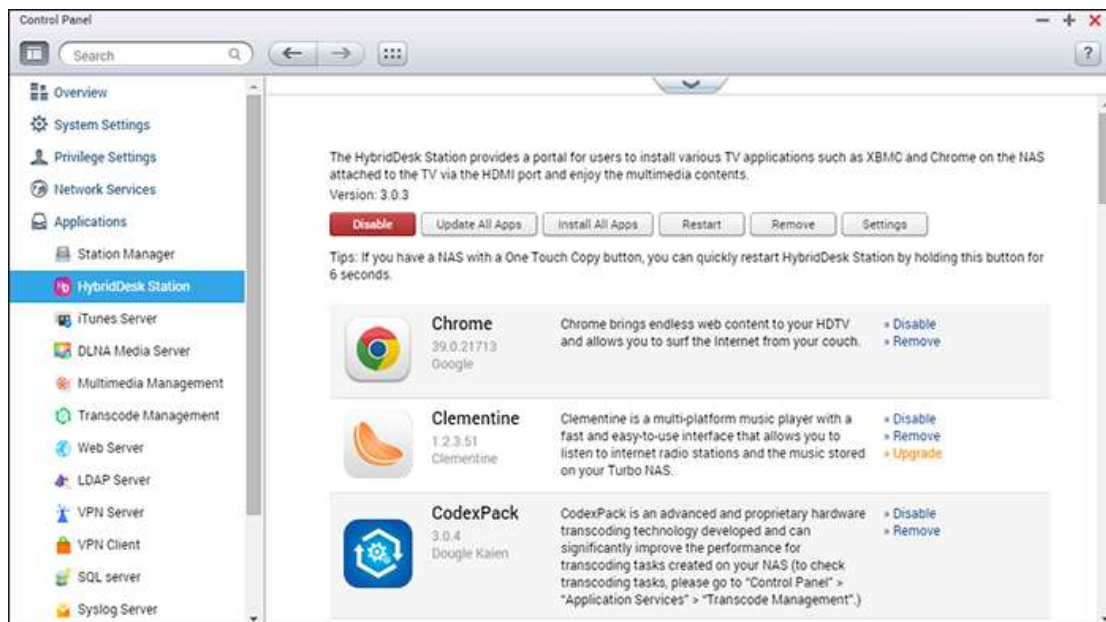 Control Panel
Search
?
Overview
System Settings
Privilege Settings
Network Services
Applications
Station Manager
HybridDesk Station
iTunes Server
DLNA Media Server
Multimedia Management
Transcode Management
Web Server
LDAP Server
VPN Server
VPN Client
SQL server
Syslog Server
The HybridDesk Station provides a portal for users to install various TV applications such as XBMC and Chrome on the NAS
attached to the TV via the HDMI port and enjoy the multimedia contents.
Version: 3.0.3
Disable Update All Apps Install All Apps Restart Remove Settings
Tips: If you have a NAS with a One Touch Copy button, you can quickly restart HybridDesk Station by holding this button for
6 seconds.
Chrome
39.0.21713
Google
Chrome brings endless web content to your HDTV
and allows you to surf the Internet from your couch.
» Disable
» Remove
Clementine
1.2.3.51
Clementine
Clementine is a multi-platform music player with a
fast and easy-to-use interface that allows you to
listen to internet radio stations and the music stored
on your Turbo NAS.
» Disable
» Remove
» Upgrade
CodexPack
3.0.4
Dougle Kaien
CodexPack is an advanced and proprietary hardware
transcoding technology developed and can
significantly improve the performance for
transcoding tasks created on your NAS (to check
transcoding tasks, please go to "Control Panel" >
"Application Services" > "Transcode Management".)
» Disable
» Remove